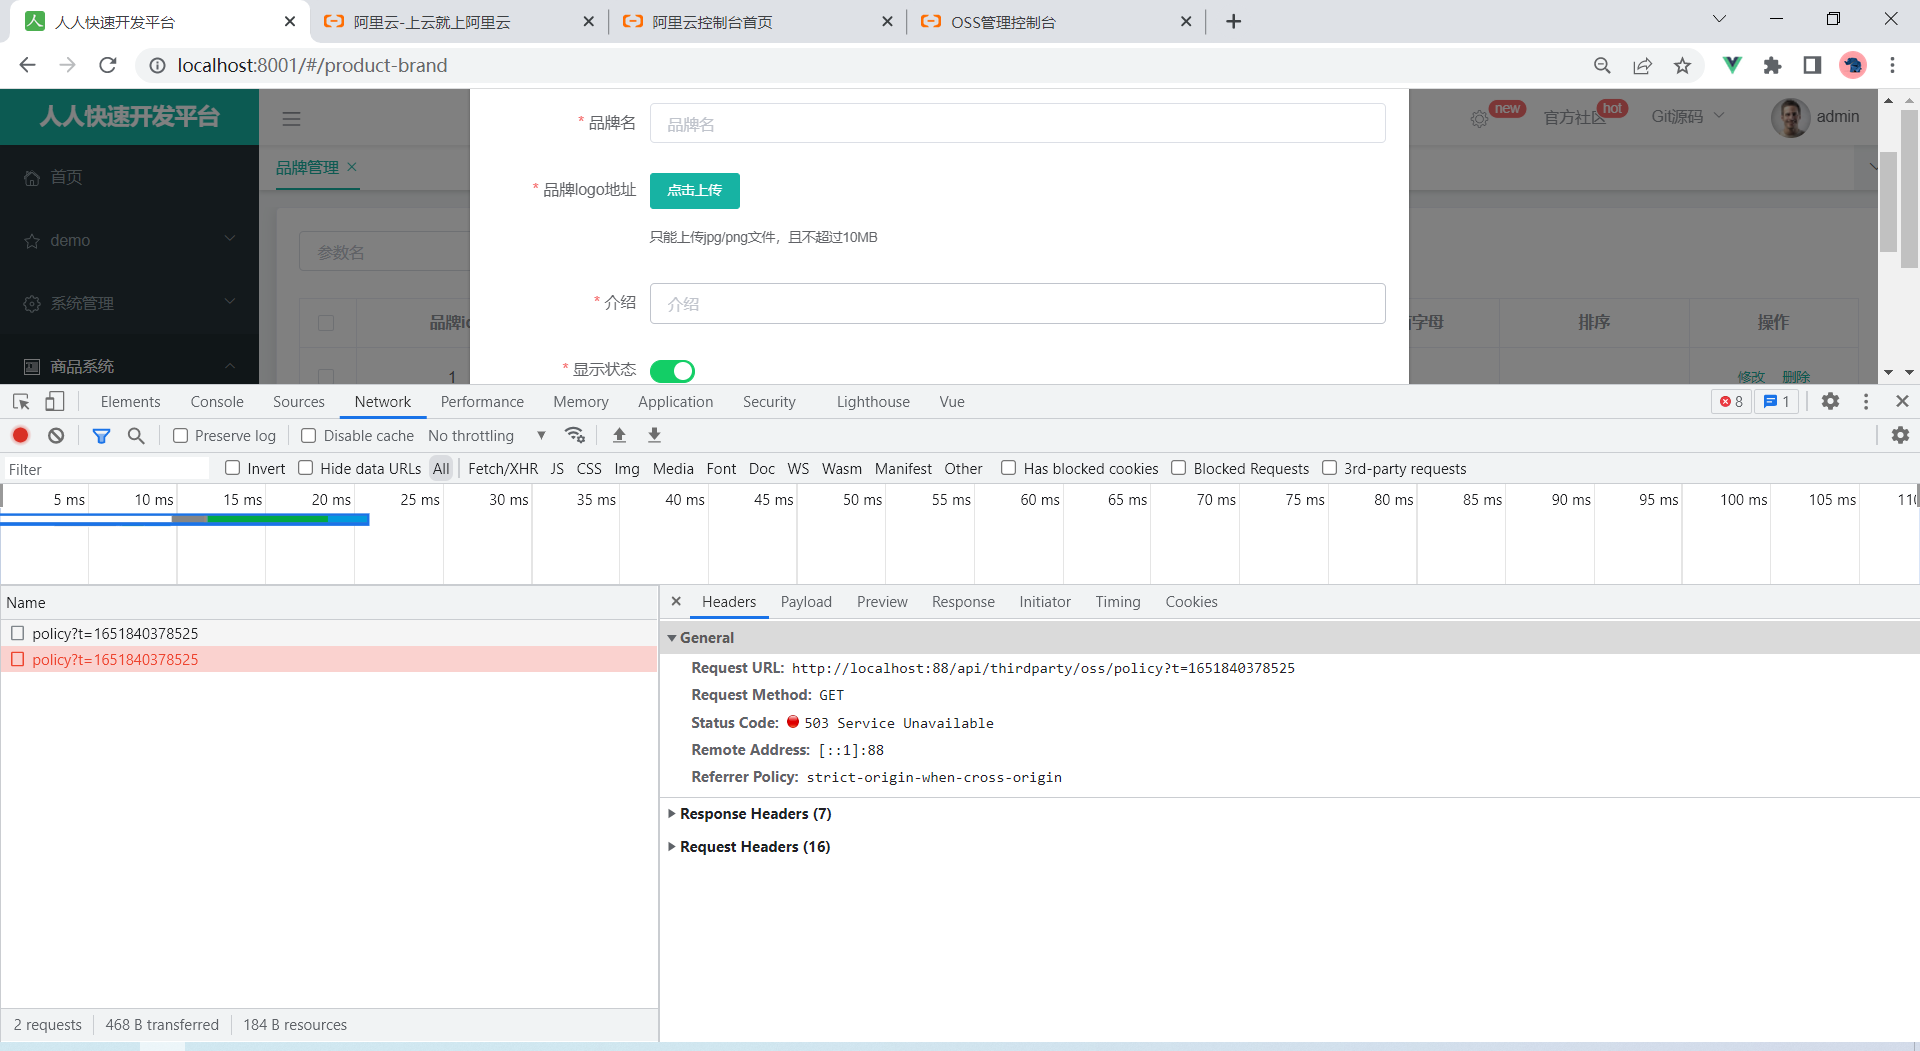 人人快速开发平台
阿里云-上云就上阿里云
阿里云控制台首页
OSS管理控制台
localhost:8001/#/product-brand
人人快速开发平台
* 品牌名 品牌名
new
官方社区
hot
Git源码
admin
首页
品牌管理
* 品牌logo地址 点击上传
demo
参数名
只能上传jpg/png文件，且不超过10MB
系统管理
* 介绍 介绍
品牌ic
字母 排序 操作
商品系统
1
* 显示状态
修改 删除
Elements Console Sources Network Performance Memory Application Security Lighthouse Vue 8 1
Preserve log Disable cache No throttling
Filter Invert Hide data URLs All Fetch/XHR JS CSS Img Media Font Doc WS Wasm Manifest Other Has blocked cookies Blocked Requests 3rd-party requests
5 ms 10 ms 15 ms 20 ms 25 ms 30 ms 35 ms 40 ms 45 ms 50 ms 55 ms 60 ms 65 ms 70 ms 75 ms 80 ms 85 ms 90 ms 95 ms 100 ms 105 ms 110
Name
policy?t=1651840378525
policy?t=1651840378525
Headers Payload Preview Response Initiator Timing Cookies
General
Request URL: http://localhost:88/api/thirdparty/oss/policy?t=1651840378525
Request Method: GET
Status Code: 503 Service Unavailable
Remote Address: [::1]:88
Referrer Policy: strict-origin-when-cross-origin
Response Headers (7)
Request Headers (16)
2 requests 468 B transferred 184 B resources